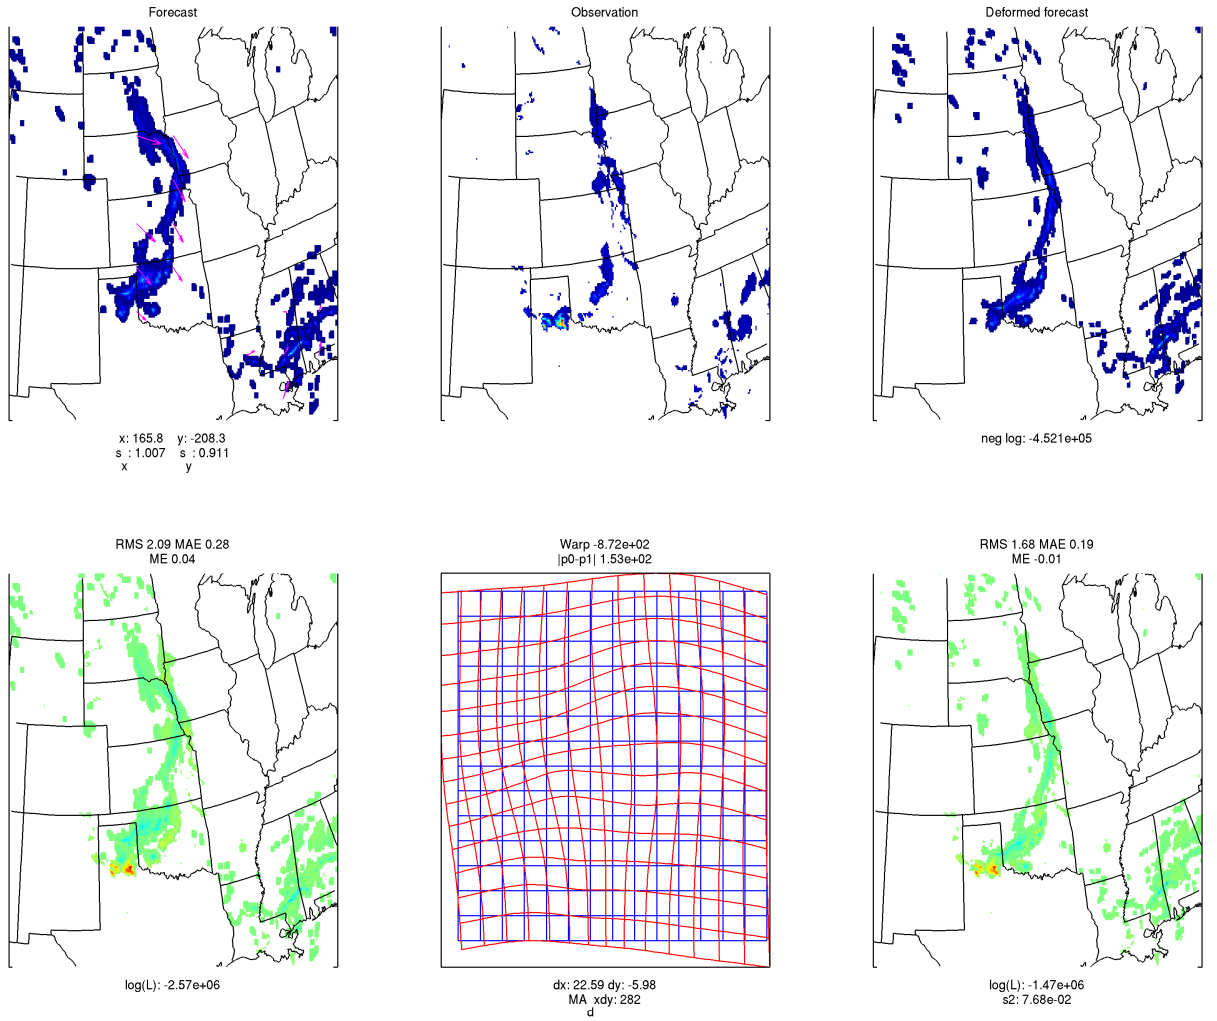 Forecast
Observation
Deformed forecast
x: 165.8 y: -208.3
s : 1.007 s : 0.911
x y
neg log: -4.521e+05
RMS 2.09 MAE 0.28
ME 0.04
Warp -8.72e+02
|p0-p1| 1.53e+02
RMS 1.68 MAE 0.19
ME -0.01
log(L): -2.57e+06
dx: 22.59 dy: -5.98
MA xdy: 282
d
log(L): -1.47e+06
s2: 7.68e-02